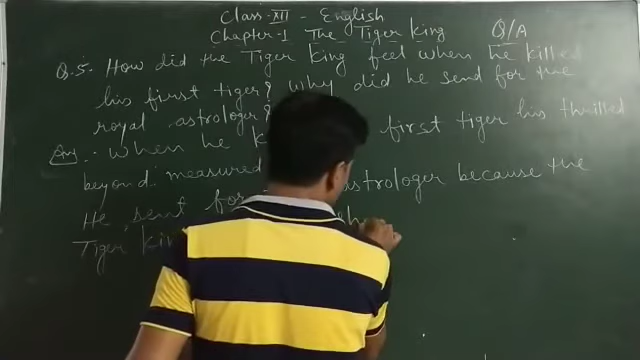 Class-XII - English
Chapter-1 The Tiger King Q/A
Q.5- How did the Tiger King feel when he killed
his first tiger? Why did he send for the
royal astrologer?
Ans:- When he first tiger his thrilled
beyond measured
He sent for astrologer because the
Tiger